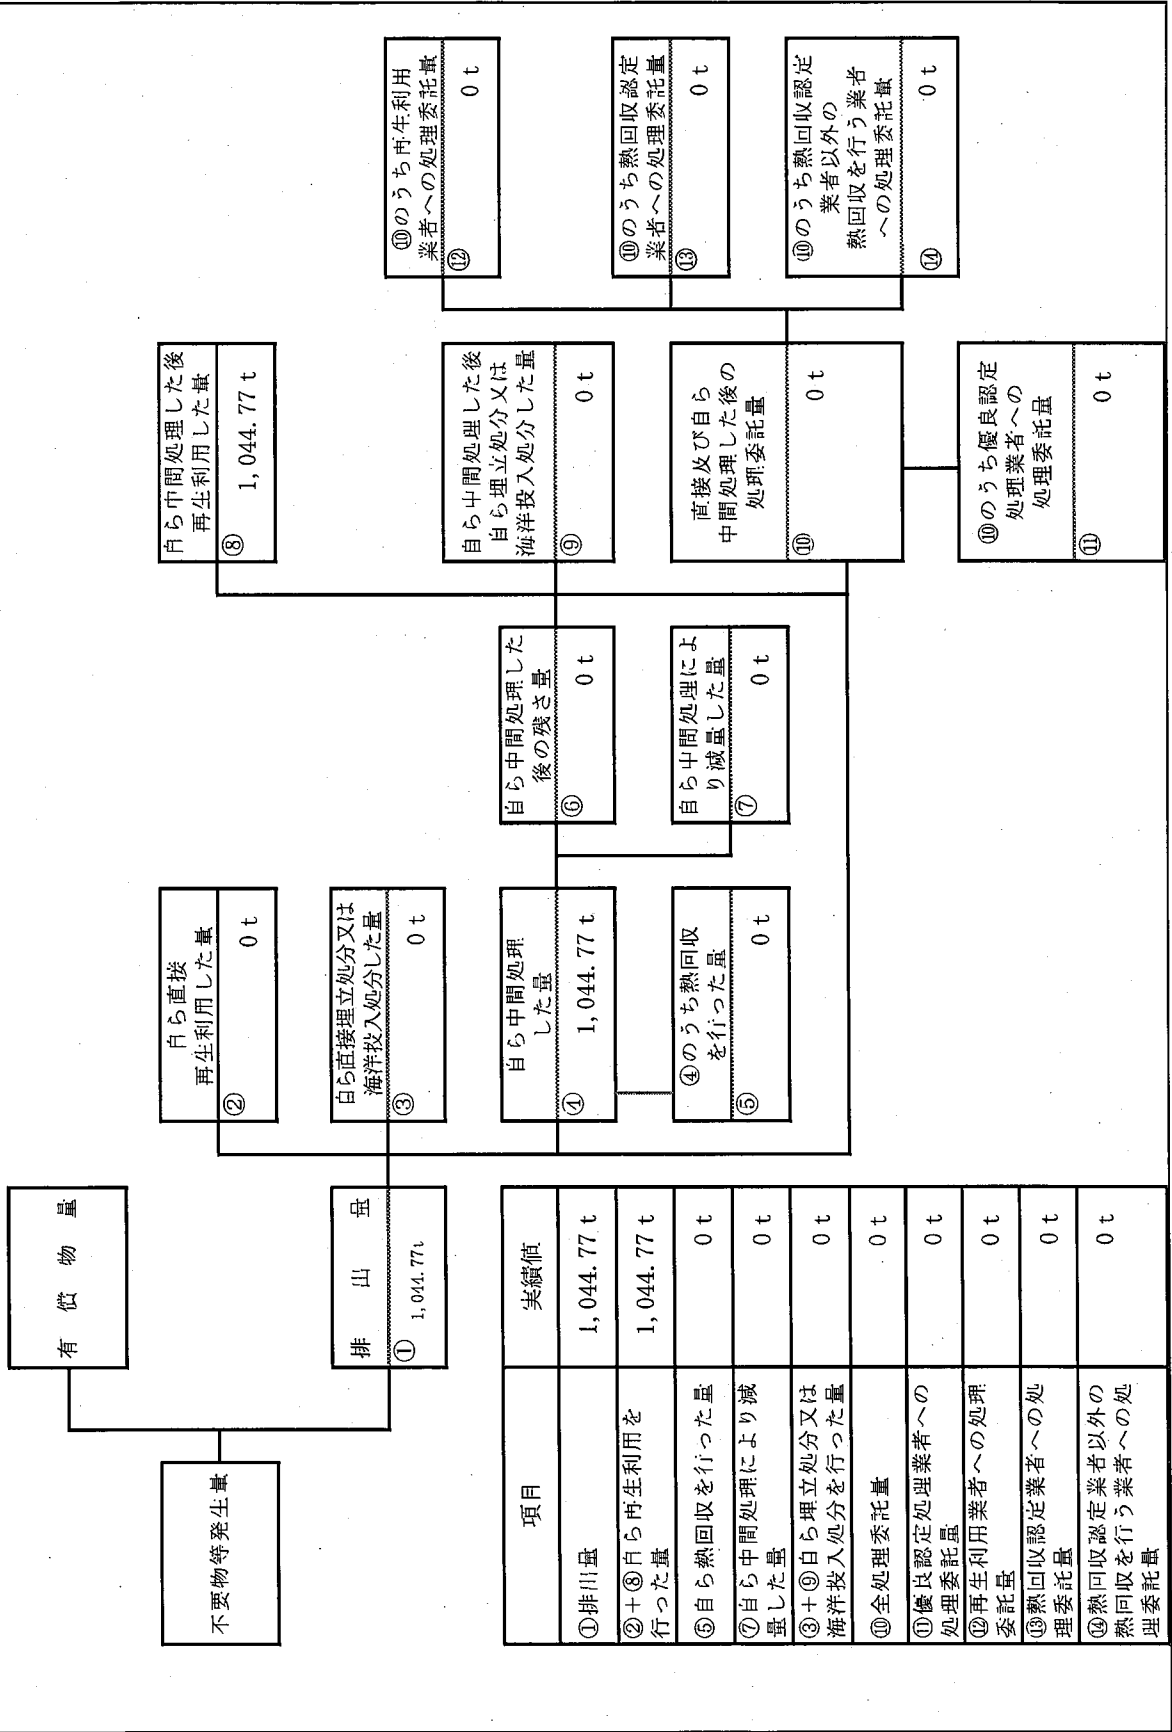 不要物等発生量
有 償 物 量
排 出 量
① 1,044.77t
自ら直接
再生利用した量
② 0 t
自ら直接埋立処分又は
海洋投入処分した量
③ 0 t
自ら中間処理
した量
④ 1,044.77 t
④のうち熱回収
を行った量
⑤ 0 t
自ら中間処理した
後の残さ量
⑥ 0 t
自ら中間処理によ
り減量した量
⑦ 0 t
自ら中間処理した後
再生利用した量
⑧ 1,044.77 t
自ら中間処理した後
自ら埋立処分又は
海洋投入処分した量
⑨ 0 t
直接及び自ら
中間処理した後の
処理委託量
⑩ 0 t
⑩のうち優良認定
処理業者への
処理委託量
⑪ 0 t
⑩のうち再生利用
業者への処理委託量
⑫ 0 t
⑩のうち熱回収認定
業者への処理委託量
⑬ 0 t
⑩のうち熱回収認定
業者以外の
熱回収を行う業者
への処理委託量
⑭ 0 t
項目 実績値
①排出量 1,044.77 t
②+⑧自ら再生利用を
行った量 1,044.77 t
⑤自ら熱回収を行った量 0 t
⑦自ら中間処理により減
量した量 0 t
③+⑨自ら埋立処分又は
海洋投入処分を行った量 0 t
⑩全処理委託量 0 t
⑪優良認定処理業者への
処理委託量 0 t
⑫再生利用業者への処理
委託量 0 t
⑬熱回収認定業者への処
理委託量 0 t
⑭熱回収認定業者以外の
熱回収を行う業者への処
理委託量 0 t